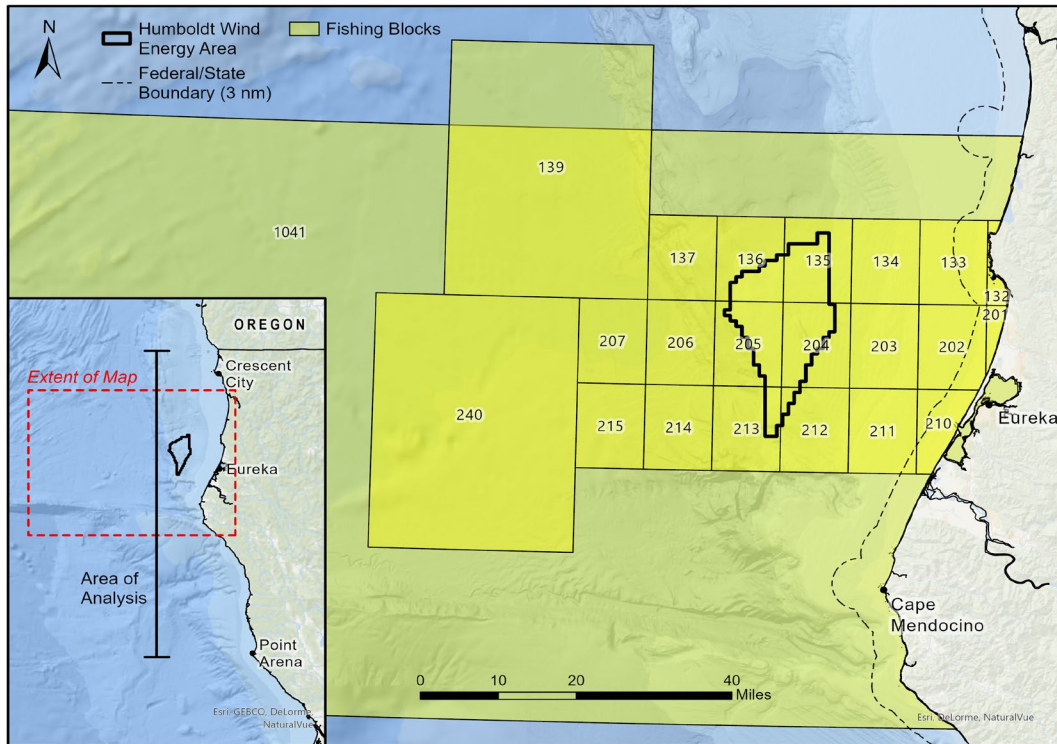 N
Humboldt Wind
Energy Area
Federal/State
Boundary (3 nm)
Fishing Blocks
139
1041
137
136
135
134
133
132
201
207
206
205
204
203
202
240
215
214
213
212
211
210
Eureka
Cape
Mendocino
0
10
20
40
Miles
Esri, DeLorme, NaturalVue
OREGON
Crescent
City
Extent of Map
Eureka
Area of
Analysis
Point
Arena
Esri, GEBCO, DeLorme,
NaturalVue